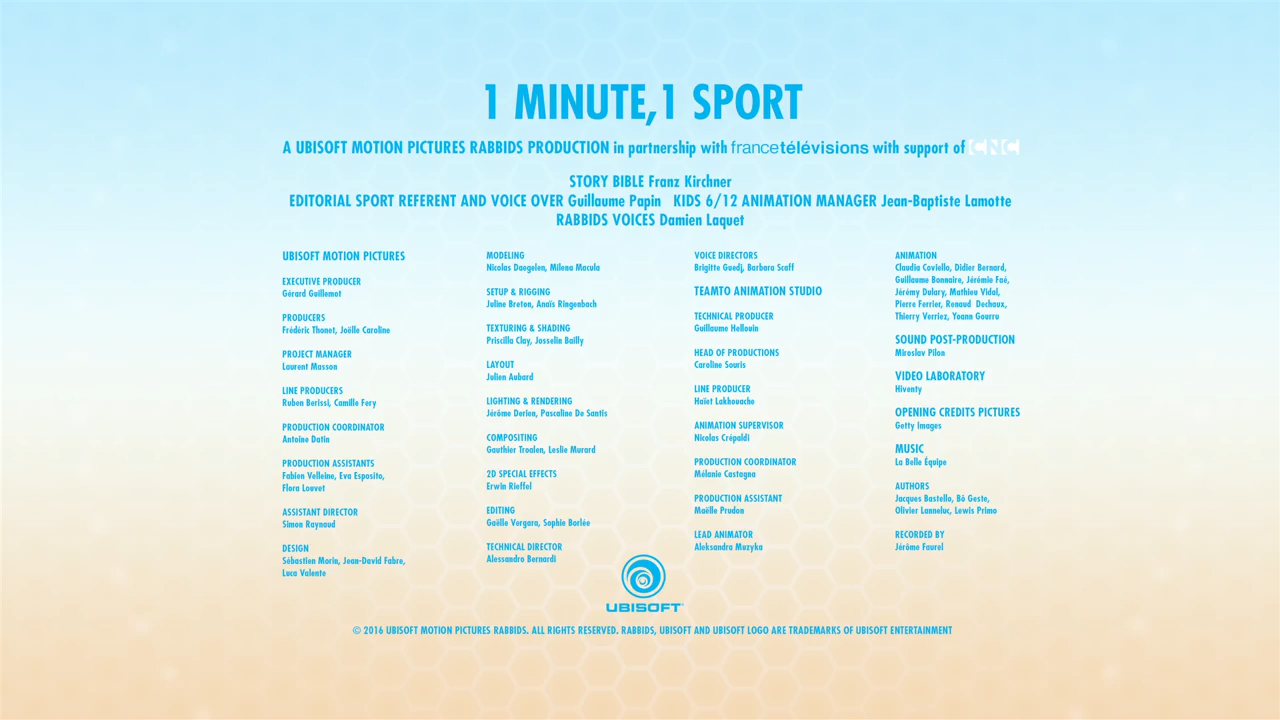 1 MINUTE,1 SPORT
A UBISOFT MOTION PICTURES RABBIDS PRODUCTION in partnership with francetélévisions with support of CNC
STORY BIBLE Franz Kirchner
EDITORIAL SPORT REFERENT AND VOICE OVER Guillaume Papin KIDS 6/12 ANIMATION MANAGER Jean-Baptiste Lamotte
RABBIDS VOICES Damien Laquet
UBISOFT MOTION PICTURES
EXECUTIVE PRODUCER
Gérard Guillemot
PRODUCERS
Frédéric Thonet, Joëlle Caroline
PROJECT MANAGER
Laurent Masson
LINE PRODUCERS
Ruben Berissi, Camille Fery
PRODUCTION COORDINATOR
Antoine Datin
PRODUCTION ASSISTANTS
Fabien Velleine, Eva Esposito,
Flora Louvet
ASSISTANT DIRECTOR
Simon Raynaud
DESIGN
Sébastien Morin, Jean-David Fabre,
Luca Valente
MODELING
Nicolas Daegelen, Milena Macula
SETUP & RIGGING
Juline Breton, Anaïs Ringenbach
TEXTURING & SHADING
Priscilla Clay, Josselin Bailly
LAYOUT
Julien Aubard
LIGHTING & RENDERING
Jérôme Derien, Pascaline De Santis
COMPOSITING
Gauthier Troalen, Leslie Murard
2D SPECIAL EFFECTS
Erwin Rieffel
EDITING
Gaëlle Vergara, Sophie Borlée
TECHNICAL DIRECTOR
Alessandro Bernardi
VOICE DIRECTORS
Brigitte Guedj, Barbara Scaff
TEAMTO ANIMATION STUDIO
TECHNICAL PRODUCER
Guillaume Hellouin
HEAD OF PRODUCTIONS
Caroline Souris
LINE PRODUCER
Haïet Lakhouache
ANIMATION SUPERVISOR
Nicolas Crépaldi
PRODUCTION COORDINATOR
Mélanie Castagna
PRODUCTION ASSISTANT
Maëlle Prudon
LEAD ANIMATOR
Aleksandra Muzyka
ANIMATION
Claudia Coviello, Didier Bernard,
Guillaume Bonnaire, Jérémie Foé,
Jérémy Dulary, Mathieu Vidal,
Pierre Ferrier, Renaud Dechaux,
Thierry Verriez, Yoann Gourru
SOUND POST-PRODUCTION
Miroslav Pilon
VIDEO LABORATORY
Hiventy
OPENING CREDITS PICTURES
Getty Images
MUSIC
La Belle Équipe
AUTHORS
Jacques Bastello, Bô Geste,
Olivier Lanneluc, Lewis Primo
RECORDED BY
Jérôme Faurel
UBISOFT
© 2016 UBISOFT MOTION PICTURES RABBIDS. ALL RIGHTS RESERVED. RABBIDS, UBISOFT AND UBISOFT LOGO ARE TRADEMARKS OF UBISOFT ENTERTAINMENT